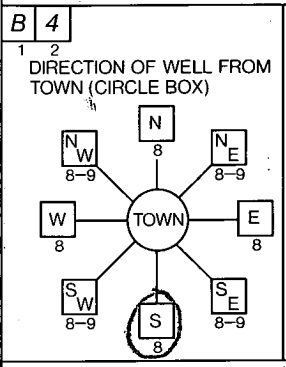 B 4
1 2
DIRECTION OF WELL FROM
TOWN (CIRCLE BOX)
N
8
N W
8-9
N E
8-9
W
8
TOWN
E
8
S W
8-9
S
8
S E
8-9